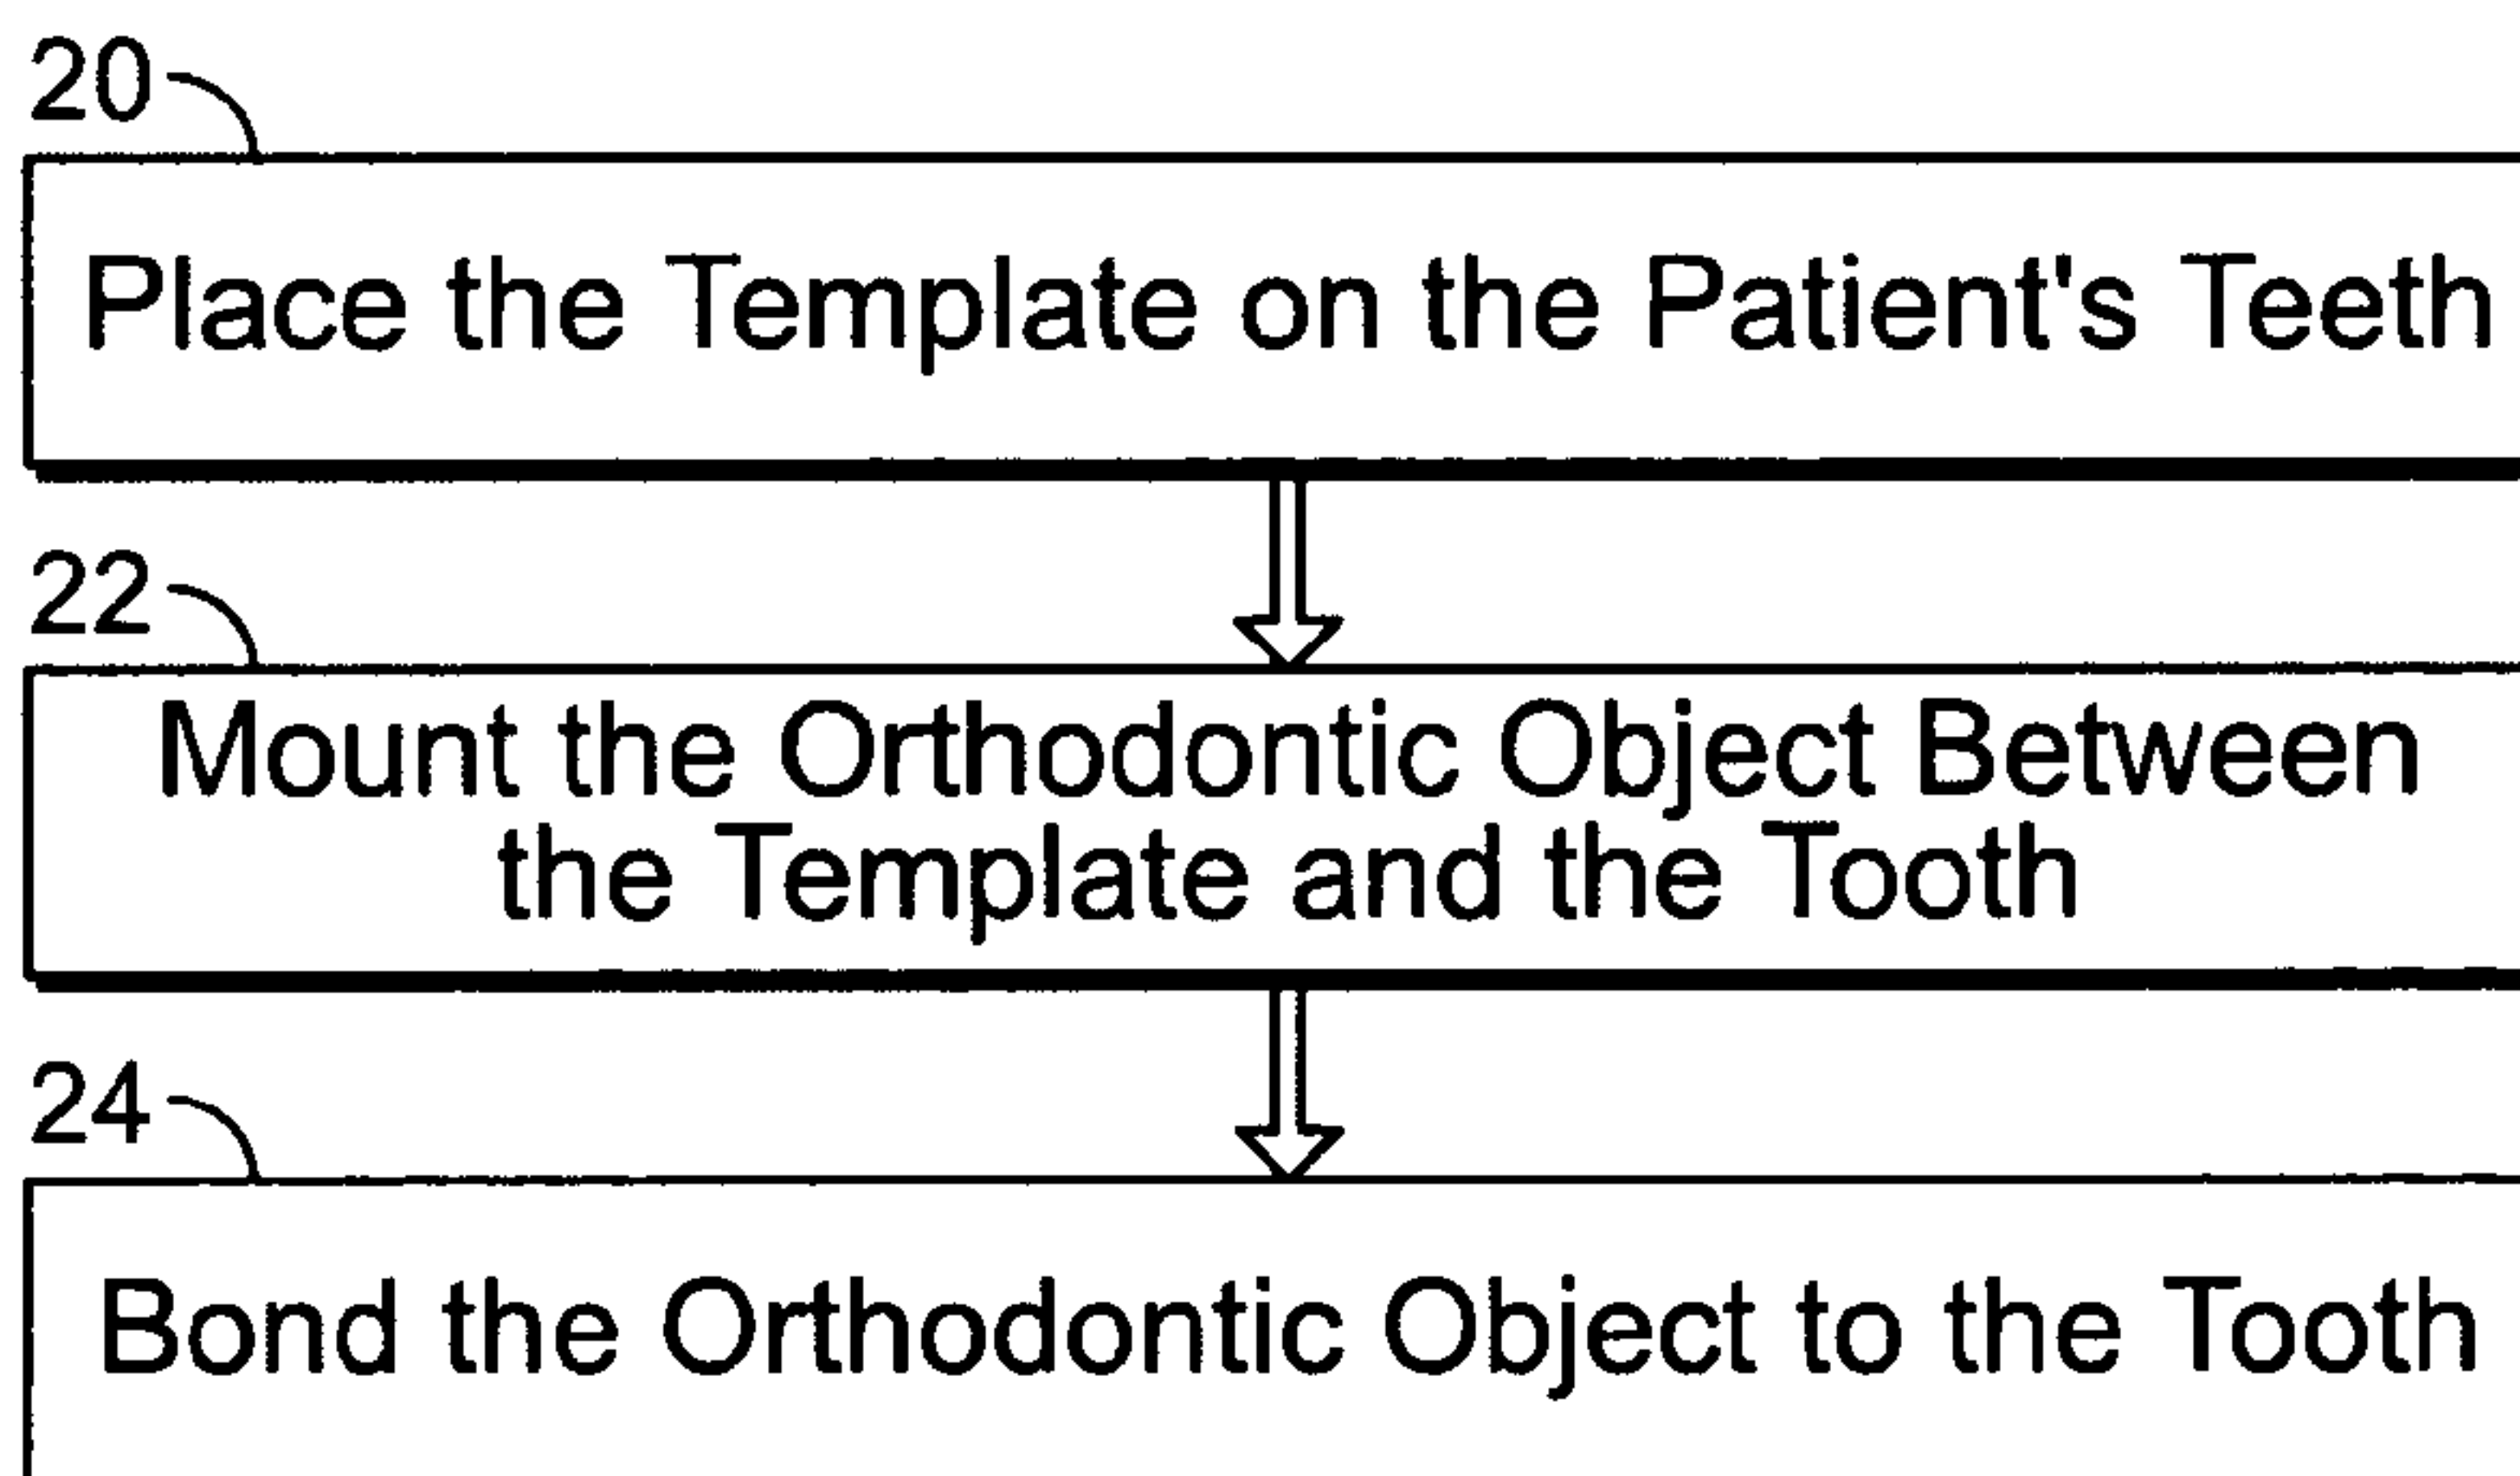 20
Place the Template on the Patient's Teeth
22
Mount the Orthodontic Object Between
the Template and the Tooth
24
Bond the Orthodontic Object to the Tooth